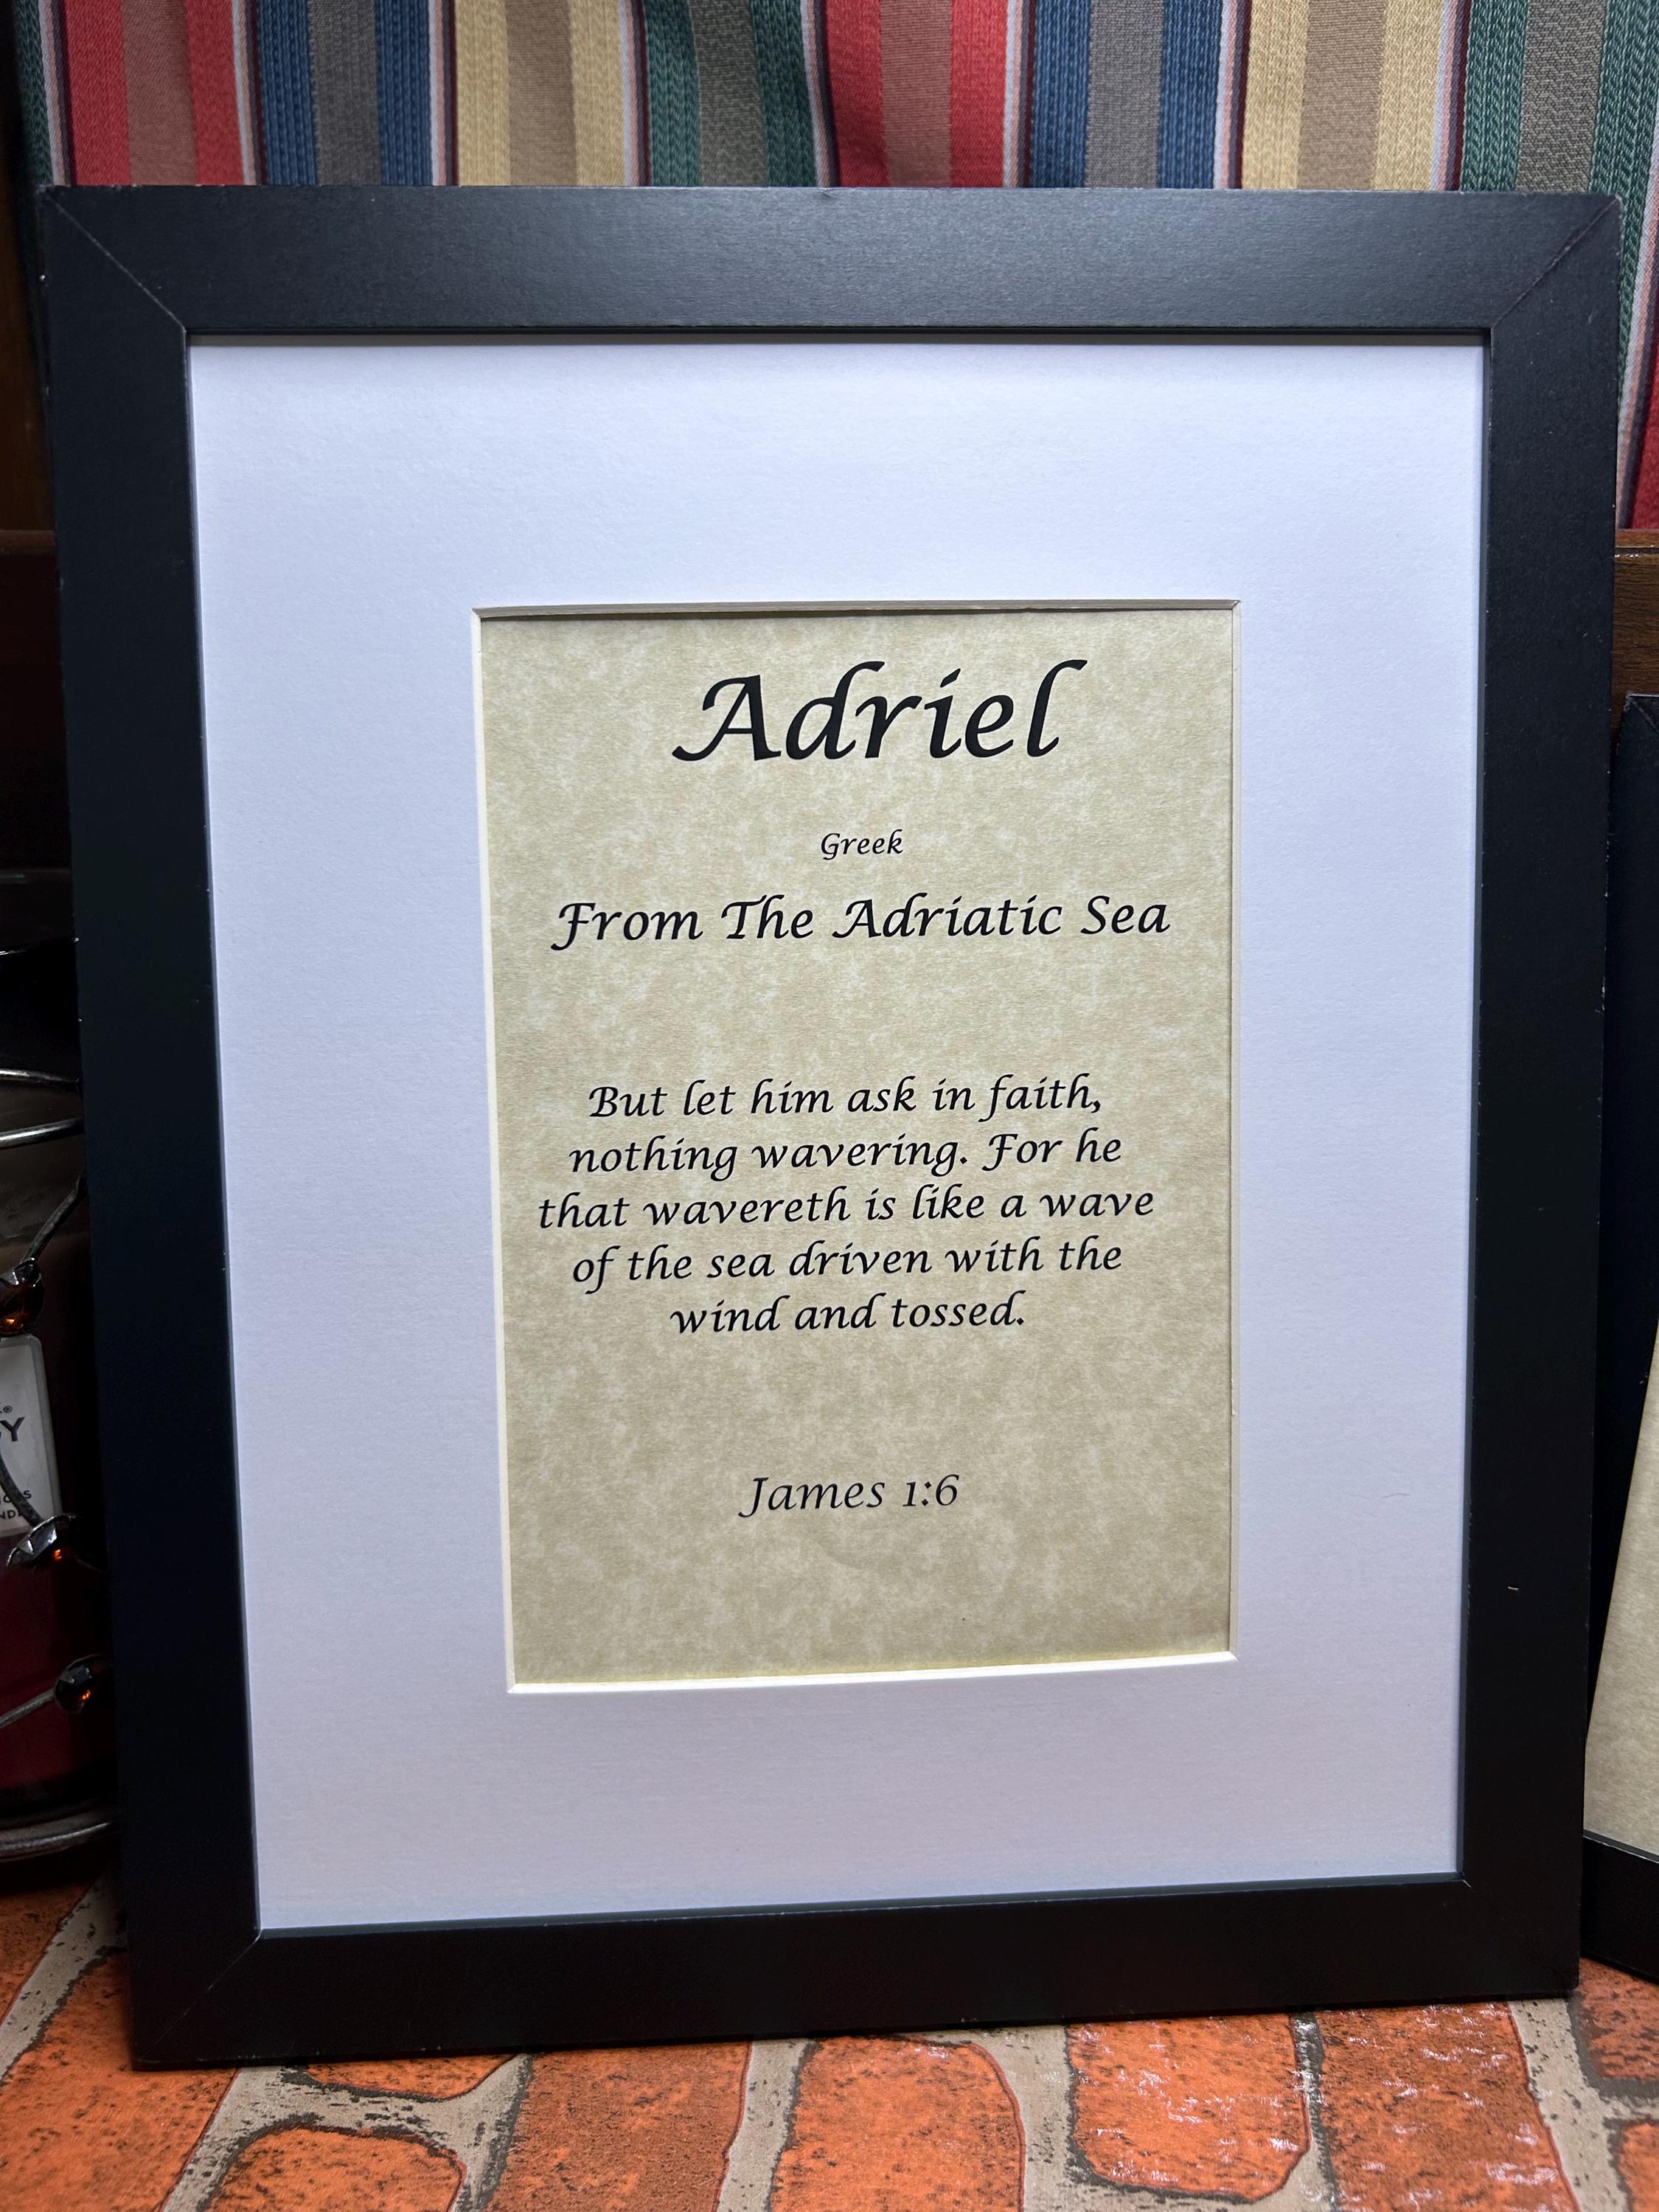 Adriel
Greek
From The Adriatic Sea
But let him ask in faith,
nothing wavering. For he
that wavereth is like a wave
of the sea driven with the
wind and tossed.
James 1:6